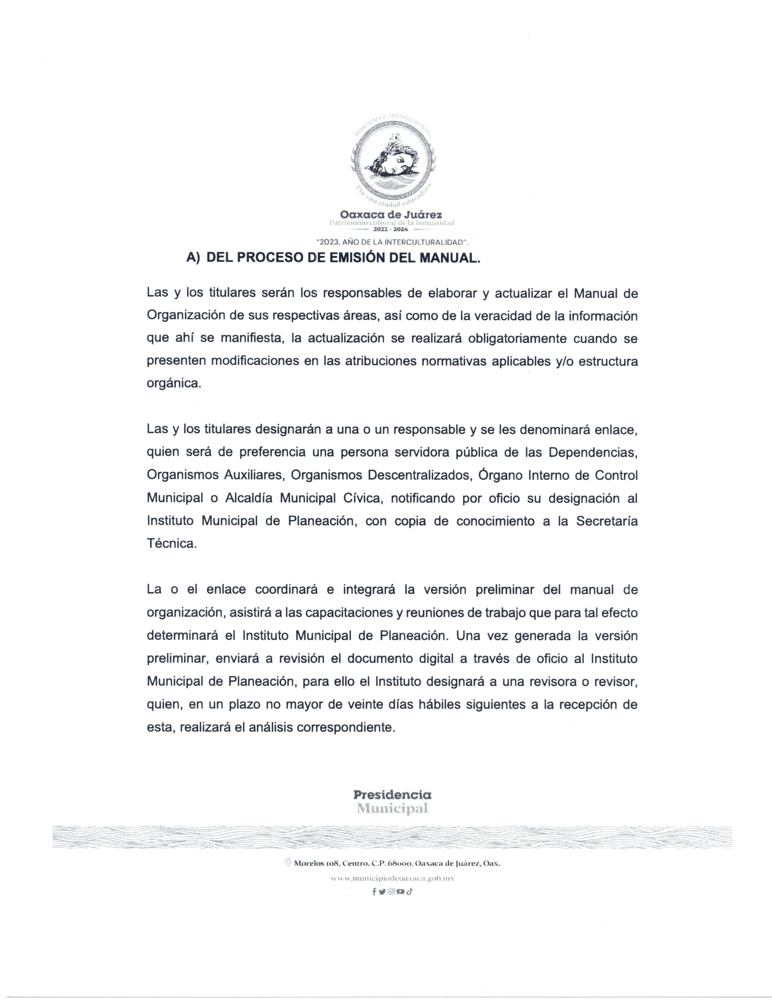 HONORABLE AYUNTAMIENTO
Por una ciudad educadora
Oaxaca de Juárez
Patrimonio cultural de la humanidad
2022 - 2024
"2023, AÑO DE LA INTERCULTURALIDAD".
A) DEL PROCESO DE EMISIÓN DEL MANUAL.
Las y los titulares serán los responsables de elaborar y actualizar el Manual de
Organización de sus respectivas áreas, así como de la veracidad de la información
que ahí se manifiesta, la actualización se realizará obligatoriamente cuando se
presenten modificaciones en las atribuciones normativas aplicables y/o estructura
orgánica.
Las y los titulares designarán a una o un responsable y se les denominará enlace,
quien será de preferencia una persona servidora pública de las Dependencias,
Organismos Auxiliares, Organismos Descentralizados, Órgano Interno de Control
Municipal o Alcaldía Municipal Cívica, notificando por oficio su designación al
Instituto Municipal de Planeación, con copia de conocimiento a la Secretaría
Técnica.
La o el enlace coordinará e integrará la versión preliminar del manual de
organización, asistirá a las capacitaciones y reuniones de trabajo que para tal efecto
determinará el Instituto Municipal de Planeación. Una vez generada la versión
preliminar, enviará a revisión el documento digital a través de oficio al Instituto
Municipal de Planeación, para ello el Instituto designará a una revisora o revisor,
quien, en un plazo no mayor de veinte días hábiles siguientes a la recepción de
esta, realizará el análisis correspondiente.
Presidencia
Municipal
Morelos 108, Centro. C.P. 68000, Oaxaca de Juárez, Oax.
www.municipiodeoaxaca.gob.mx